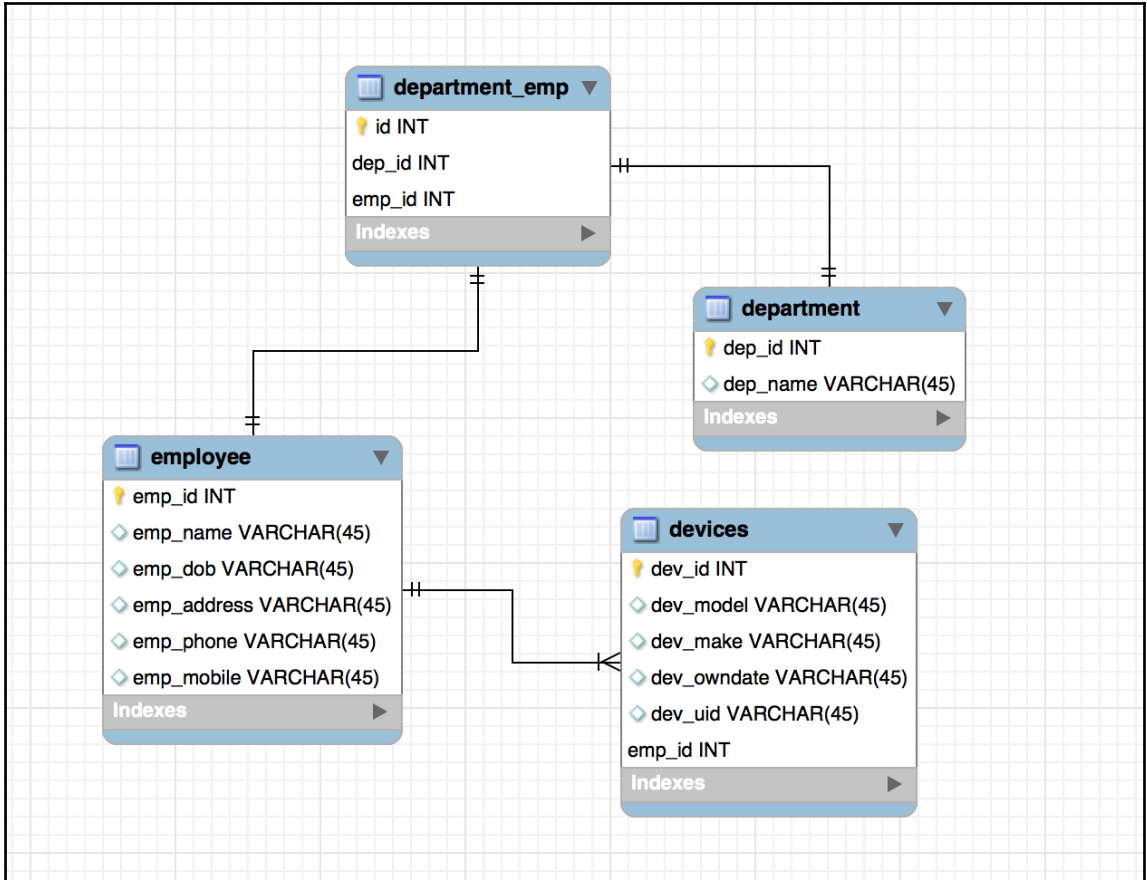 department_emp
id INT
dep_id INT
emp_id INT
Indexes
department
dep_id INT
dep_name VARCHAR(45)
Indexes
employee
emp_id INT
emp_name VARCHAR(45)
emp_dob VARCHAR(45)
emp_address VARCHAR(45)
emp_phone VARCHAR(45)
emp_mobile VARCHAR(45)
Indexes
devices
dev_id INT
dev_model VARCHAR(45)
dev_make VARCHAR(45)
dev_owndate VARCHAR(45)
dev_uid VARCHAR(45)
emp_id INT
Indexes